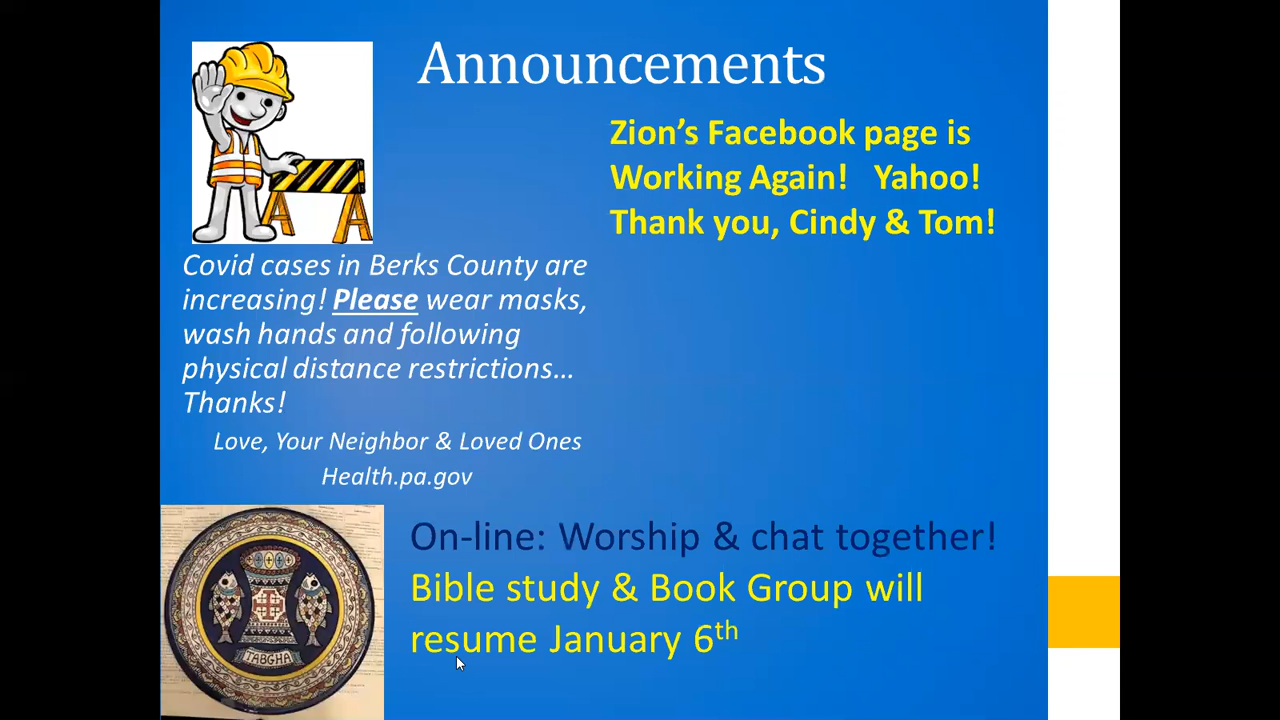 Announcements
Zion’s Facebook page is
Working Again!   Yahoo!
Thank you, Cindy & Tom!
Covid cases in Berks County are
increasing! Please wear masks,
wash hands and following
physical distance restrictions…
Thanks!
Love, Your Neighbor & Loved Ones
Health.pa.gov
TABGHA
On-line: Worship & chat together!
Bible study & Book Group will
resume January 6th